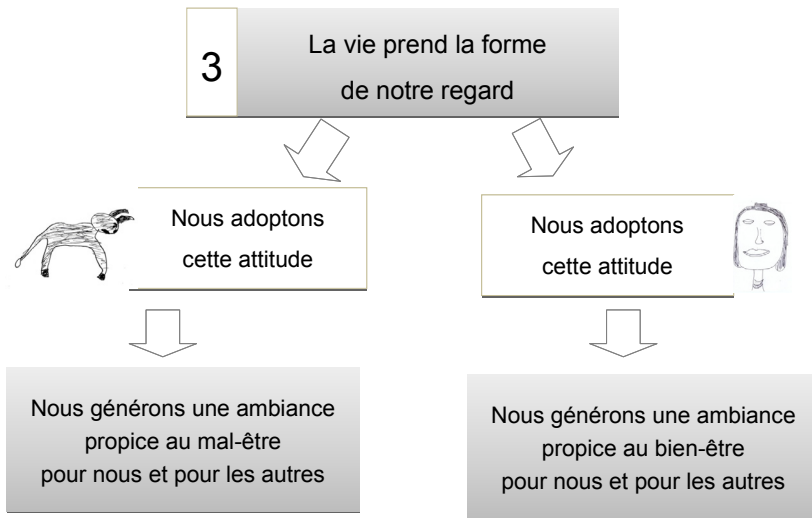 3
La vie prend la forme
de notre regard
Nous adoptons
cette attitude
Nous adoptons
cette attitude
Nous générons une ambiance
propice au mal-être
pour nous et pour les autres
Nous générons une ambiance
propice au bien-être
pour nous et pour les autres